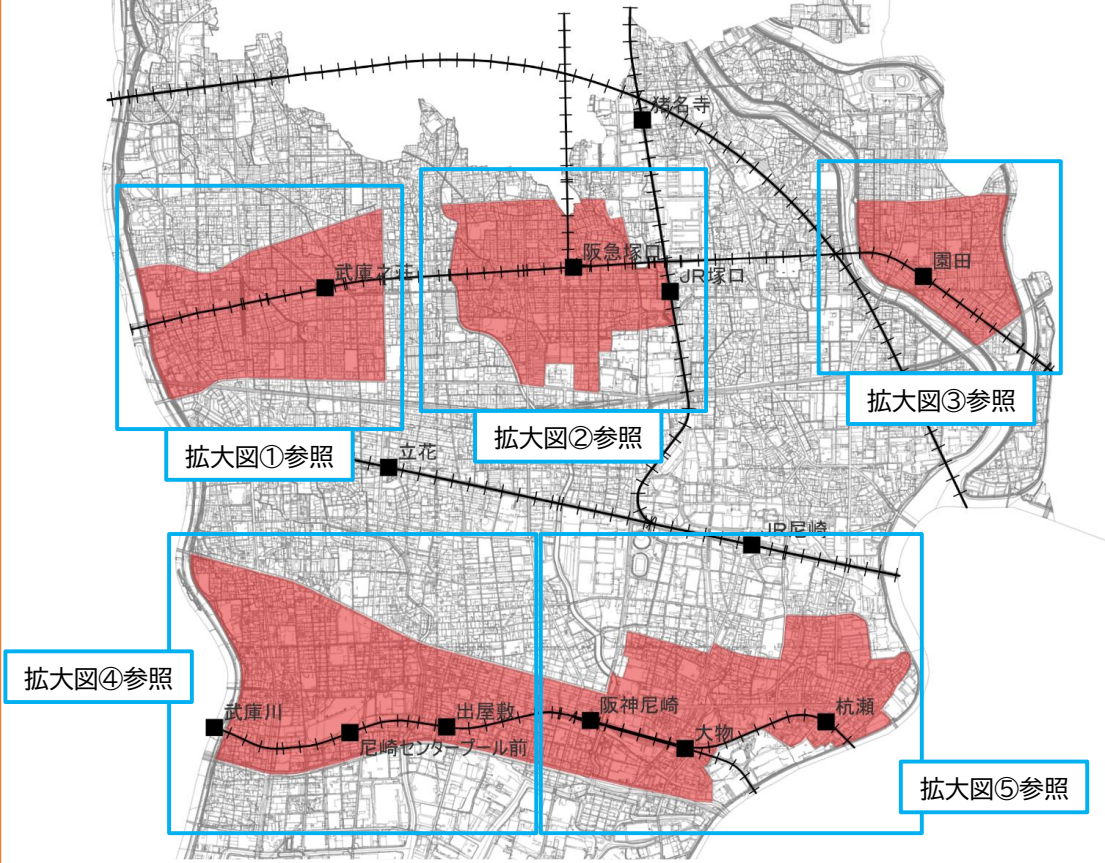 猪名寺
武庫之荘
阪急塚口
JR塚口
園田
拡大図①参照
拡大図②参照
拡大図③参照
立花
JR尼崎
拡大図④参照
武庫川
尼崎センタープール前
出屋敷
阪神尼崎
大物
杭瀬
拡大図⑤参照